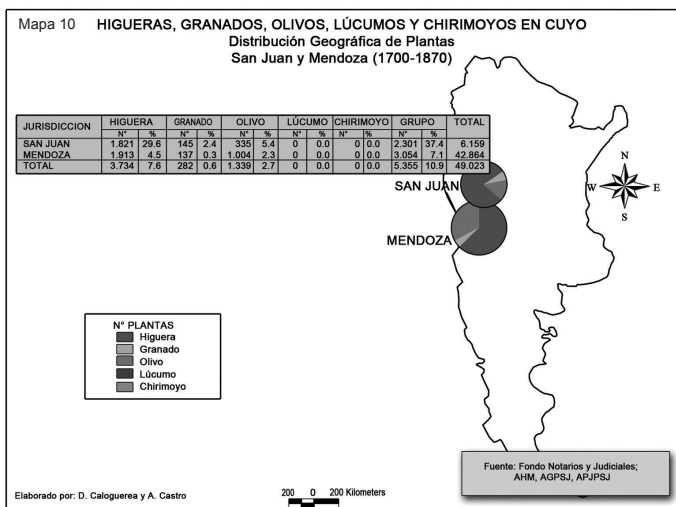 Mapa 10 HIGUERAS, GRANADOS, OLIVOS, LÚCUMOS Y CHIRIMOYOS EN CUYO
Distribución Geográfica de Plantas
San Juan y Mendoza (1700-1870)
JURISDICCION HIGUERA GRANADO OLIVO LÚCUMO CHIRIMOYO GRUPO TOTAL
N° % N° % N° % N° % N° % N° %
SAN JUAN 1.821 29.6 145 2.4 335 5.4 0 0.0 0 0.0 2.301 37.4 6.159
MENDOZA 1.913 4.5 137 0.3 1.004 2.3 0 0.0 0 0.0 3.054 7.1 42.864
TOTAL 3.734 7.6 282 0.6 1.339 2.7 0 0.0 0 0.0 5.355 10.9 49.023
N
SAN JUAN
W E
S
MENDOZA
N° PLANTAS
Higuera
Granado
Olivo
Lúcumo
Chirimoyo
Fuente: Fondo Notarios y Judiciales;
AHM, AGPSJ, APJPSJ
Elaborado por: D. Caloguerea y A. Castro
200 0 200 Kilometers